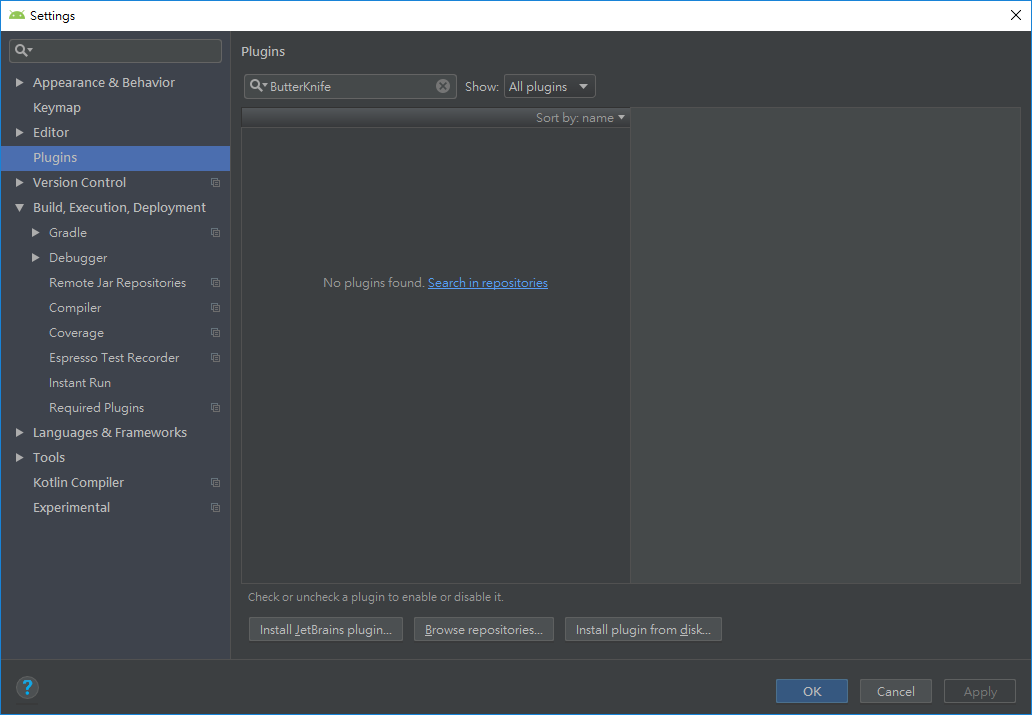 Settings
Plugins
ButterKnife
Show: All plugins
Sort by: name
Appearance & Behavior
Keymap
Editor
Plugins
Version Control
Build, Execution, Deployment
Gradle
Debugger
Remote Jar Repositories
Compiler
Coverage
Espresso Test Recorder
Instant Run
Required Plugins
Languages & Frameworks
Tools
Kotlin Compiler
Experimental
No plugins found. Search in repositories
Check or uncheck a plugin to enable or disable it.
Install JetBrains plugin... Browse repositories... Install plugin from disk...
? OK Cancel Apply